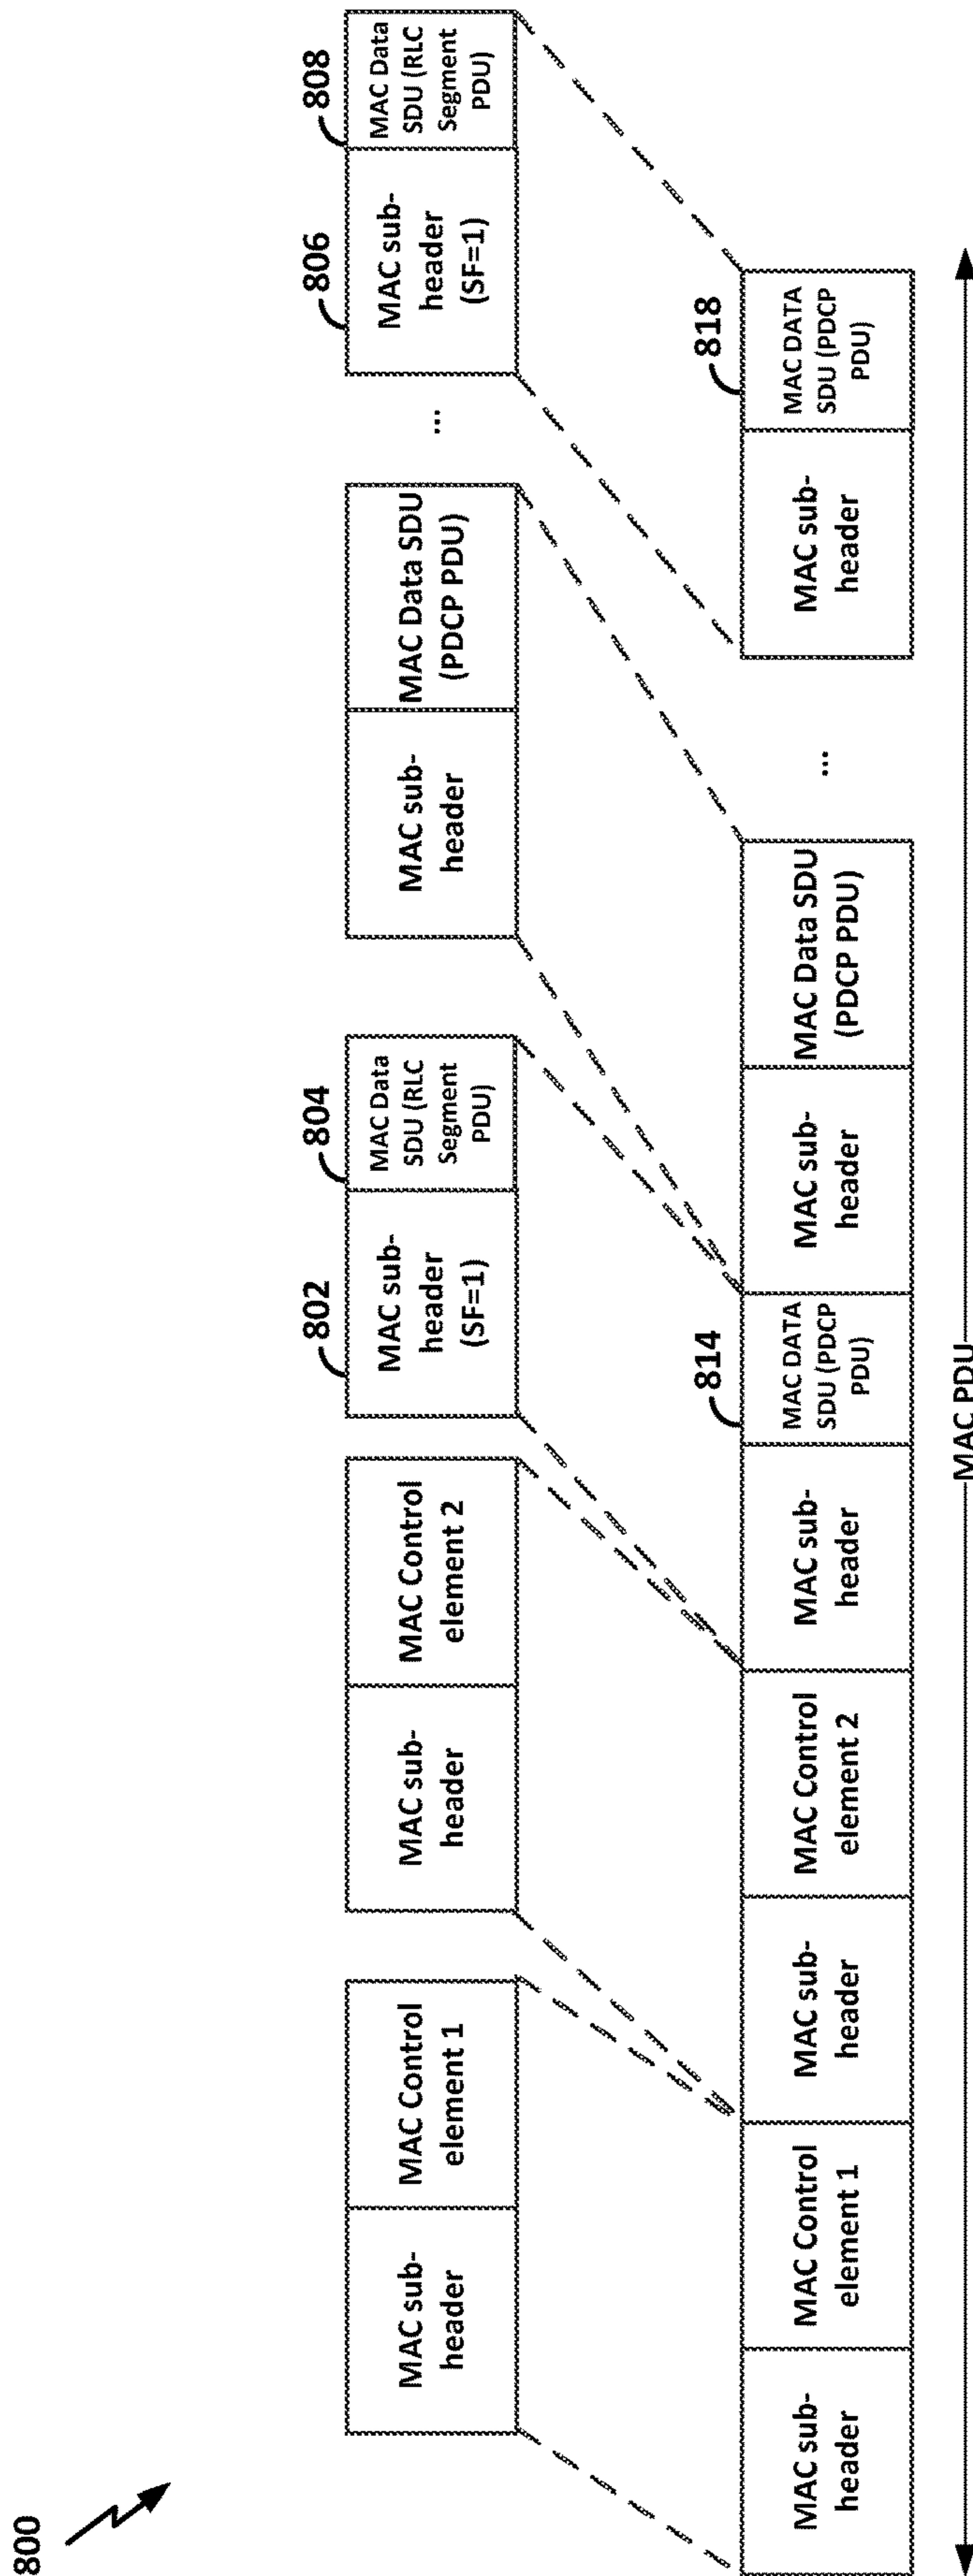 800
MAC sub-
header
MAC Control
element 1
MAC sub-
header
MAC Control
element 2
802
MAC sub-
header
(SF=1)
804
MAC Data
SDU (RLC
Segment
PDU)
MAC sub-
header
MAC Data SDU
(PDCP PDU)
...
806
MAC sub-
header
(SF=1)
808
MAC Data
SDU (RLC
Segment
PDU)
MAC sub-
header
MAC Control
element 1
MAC sub-
header
MAC Control
element 2
MAC sub-
header
814
MAC DATA
SDU (PDCP
PDU)
MAC sub-
header
MAC Data SDU
(PDCP PDU)
...
MAC sub-
header
818
MAC DATA
SDU (PDCP
PDU)
MAC PDU